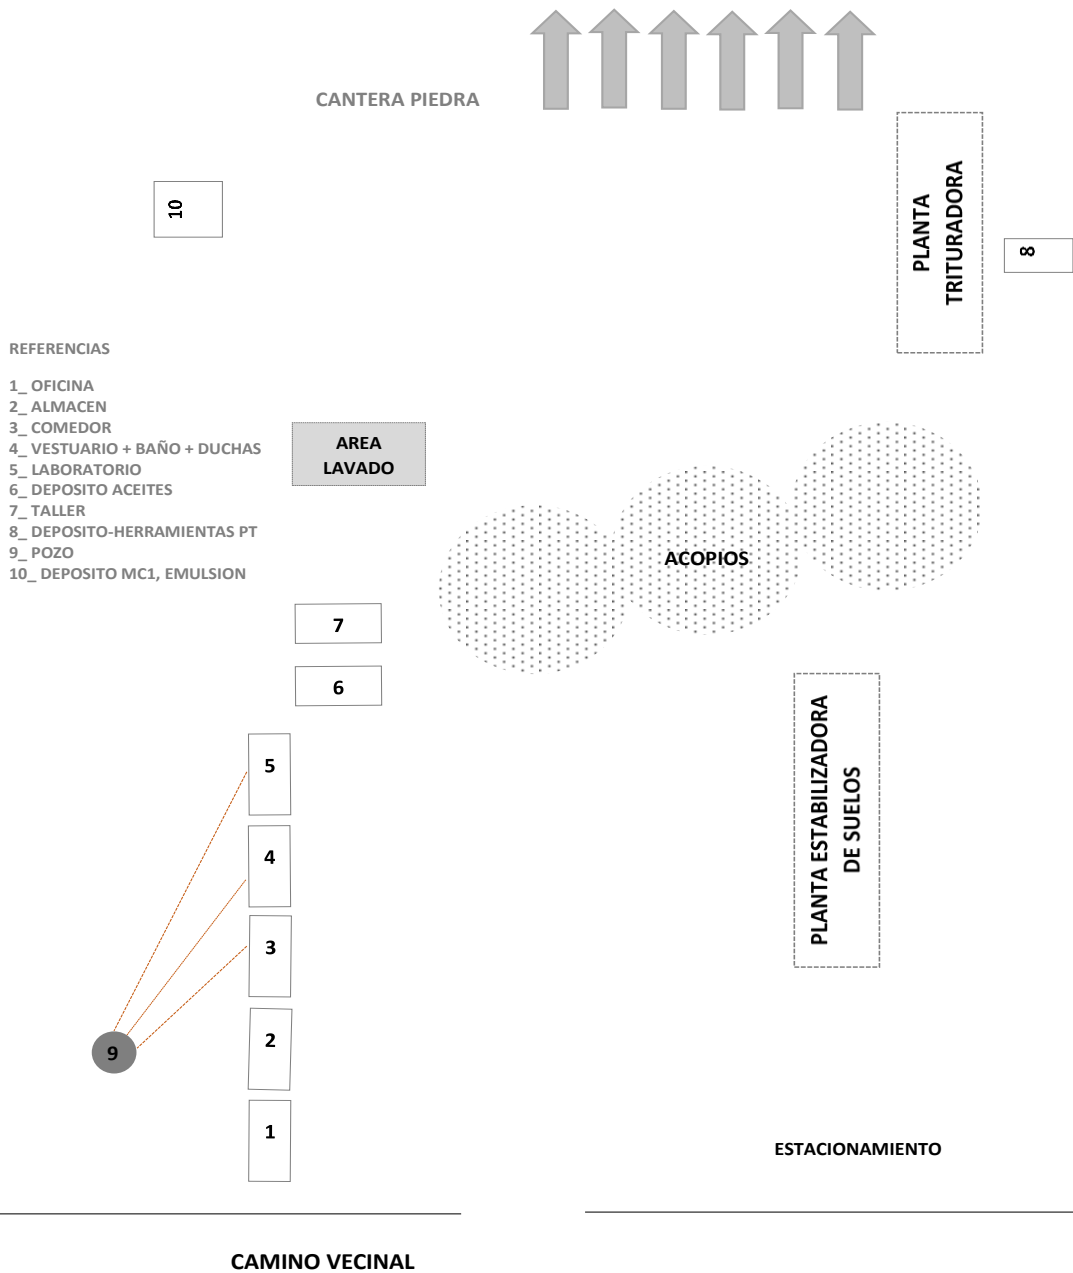 CANTERA PIEDRA
PLANTA
TRITURADORA
10
8
REFERENCIAS
1_ OFICINA
2_ ALMACEN
3_ COMEDOR
4_ VESTUARIO + BAÑO + DUCHAS
5_ LABORATORIO
6_ DEPOSITO ACEITES
7_ TALLER
8_ DEPOSITO-HERRAMIENTAS PT
9_ POZO
10_ DEPOSITO MC1, EMULSION
AREA
LAVADO
ACOPIOS
7
6
5
4
3
2
1
9
PLANTA ESTABILIZADORA
DE SUELOS
ESTACIONAMIENTO
CAMINO VECINAL